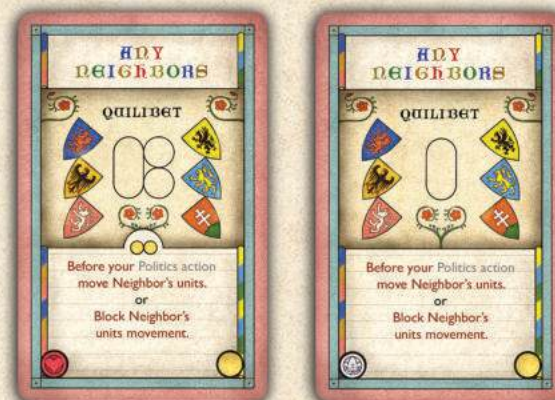 ANY
NEIGHBORS
QUILIBET
Before your Politics action
move Neighbor's units.
or
Block Neighbor's
units movement.
ANY
NEIGHBORS
QUILIBET
Before your Politics action
move Neighbor's units.
or
Block Neighbor's
units movement.